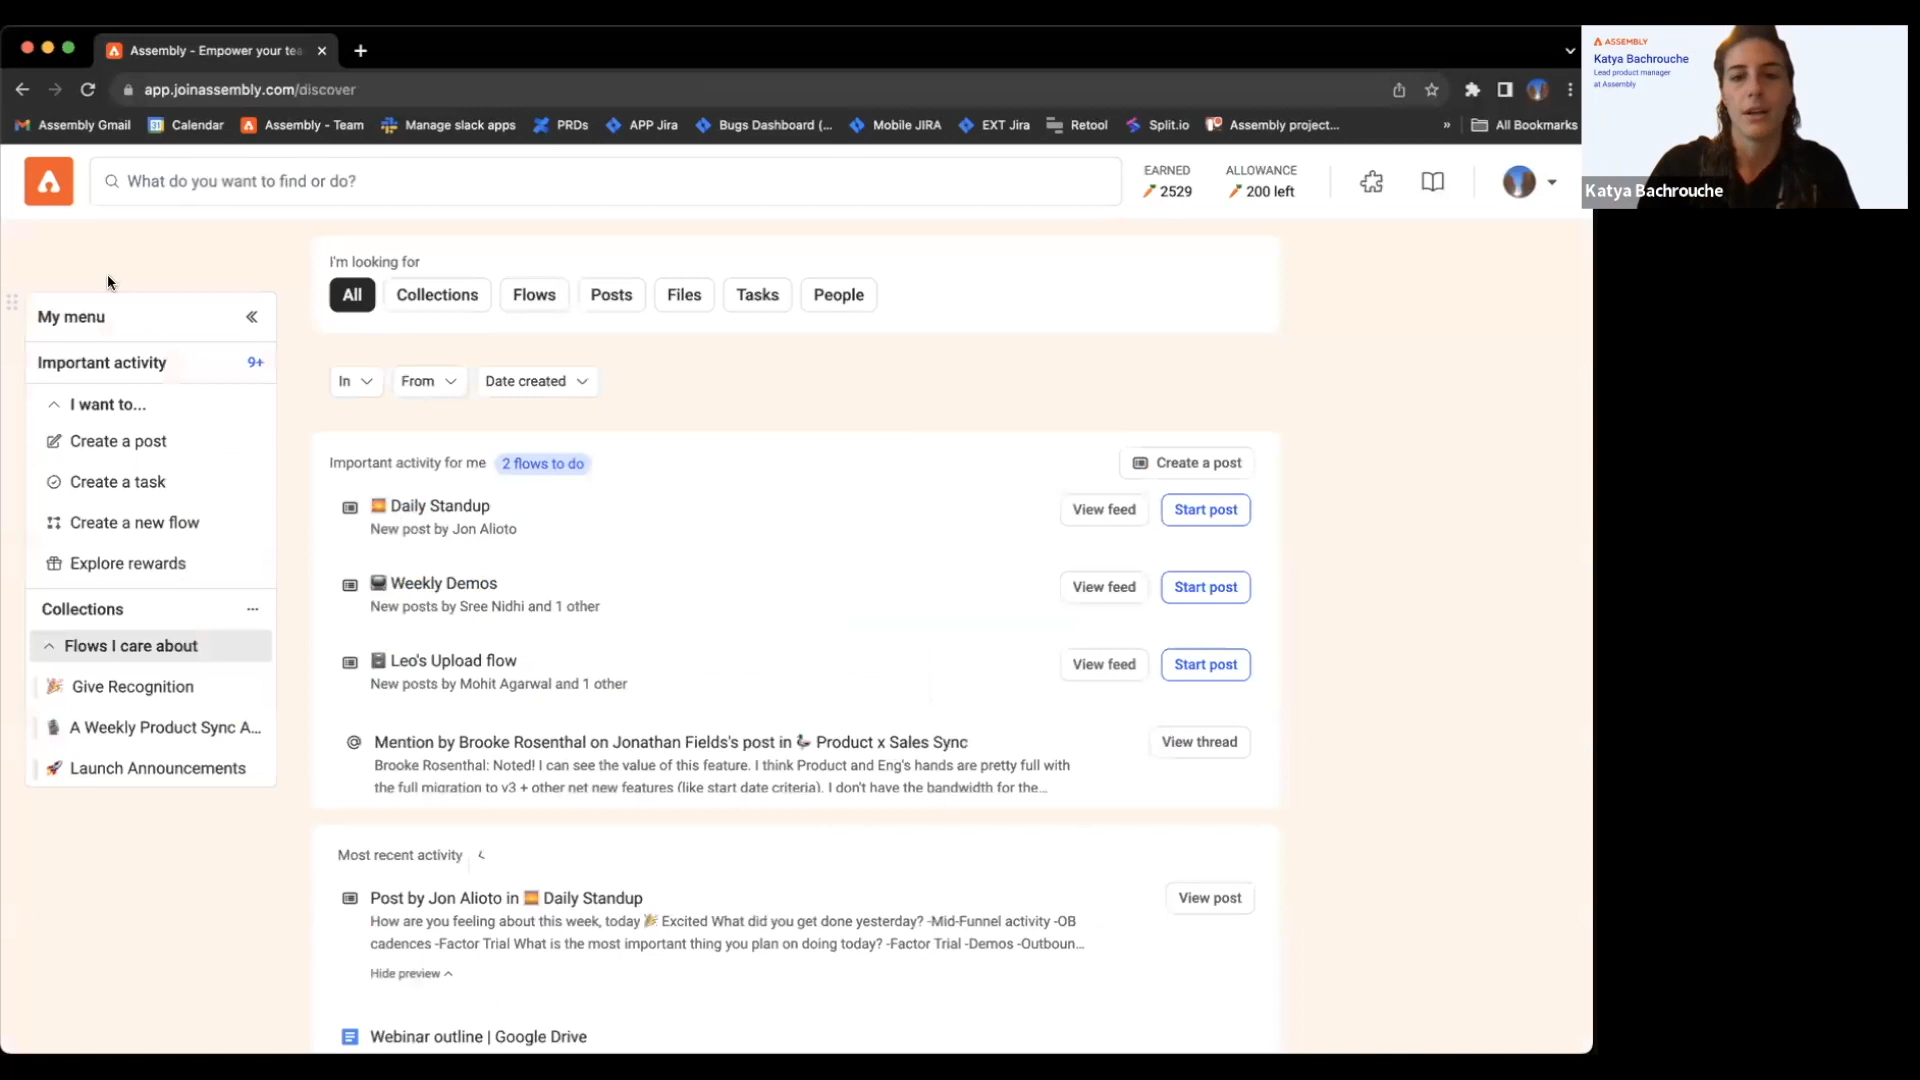 Assembly - Empower your tea
app.joinassembly.com/discover
Assembly Gmail
Calendar
Assembly - Team
Manage slack apps
PRDs
APP Jira
Bugs Dashboard (...
Mobile JIRA
EXT Jira
Retool
Split.io
Assembly project...
»
All Bookmarks
ASSEMBLY
Katya Bachrouche
Lead product manager
at Assembly
Katya Bachrouche
What do you want to find or do?
EARNED
2529
ALLOWANCE
200 left
I'm looking for
All
Collections
Flows
Posts
Files
Tasks
People
My menu
Important activity 9+
I want to...
Create a post
Create a task
Create a new flow
Explore rewards
Collections ...
Flows I care about
Give Recognition
A Weekly Product Sync A...
Launch Announcements
In
From
Date created
Important activity for me 2 flows to do
Create a post
Daily Standup
New post by Jon Alioto
View feed
Start post
Weekly Demos
New posts by Sree Nidhi and 1 other
View feed
Start post
Leo's Upload flow
New posts by Mohit Agarwal and 1 other
View feed
Start post
@ Mention by Brooke Rosenthal on Jonathan Fields's post in Product x Sales Sync
Brooke Rosenthal: Noted! I can see the value of this feature. I think Product and Eng's hands are pretty full with
the full migration to v3 + other net new features (like start date criteria). I don't have the bandwidth for the...
View thread
Most recent activity
Post by Jon Alioto in Daily Standup
How are you feeling about this week, today Excited What did you get done yesterday? -Mid-Funnel activity -OB
cadences -Factor Trial What is the most important thing you plan on doing today? -Factor Trial -Demos -Outboun...
Hide preview
View post
Webinar outline | Google Drive